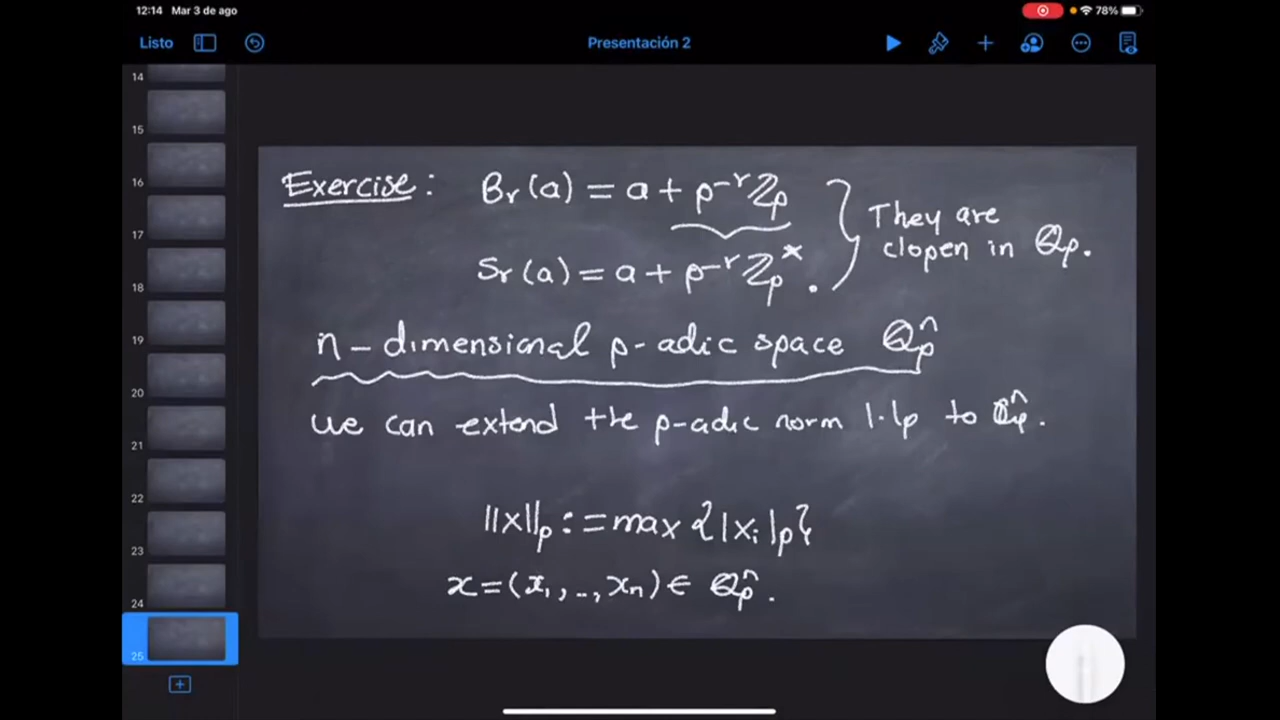 12:14 Mar 3 de ago
78%
Listo
Presentación 2
14
15
16
17
18
19
20
21
22
23
24
25
Exercise: Br(a) = a + p^{-r} ℤp
Sr(a) = a + p^{-r} ℤp^×.
They are
clopen in ℚp.
n-dimensional p-adic space ℚp^n
we can extend the p-adic norm |·|p to ℚp^n.
||x||p := max {|xi|p}
x = (x1, .., xn) ∈ ℚp^n.